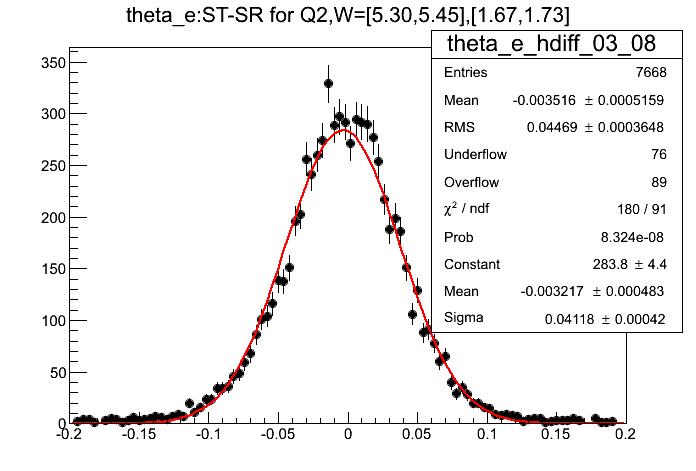 theta_e:ST-SR for Q2,W=[5.30,5.45],[1.67,1.73]
theta_e_hdiff_03_08
Entries 7668
Mean -0.003516 ± 0.0005159
RMS 0.04469 ± 0.0003648
Underflow 76
Overflow 89
χ² / ndf 180 / 91
Prob 8.324e-08
Constant 283.8 ± 4.4
Mean -0.003217 ± 0.000483
Sigma 0.04118 ± 0.00042
350
300
250
200
150
100
50
0
-0.2 -0.15 -0.1 -0.05 0 0.05 0.1 0.15 0.2